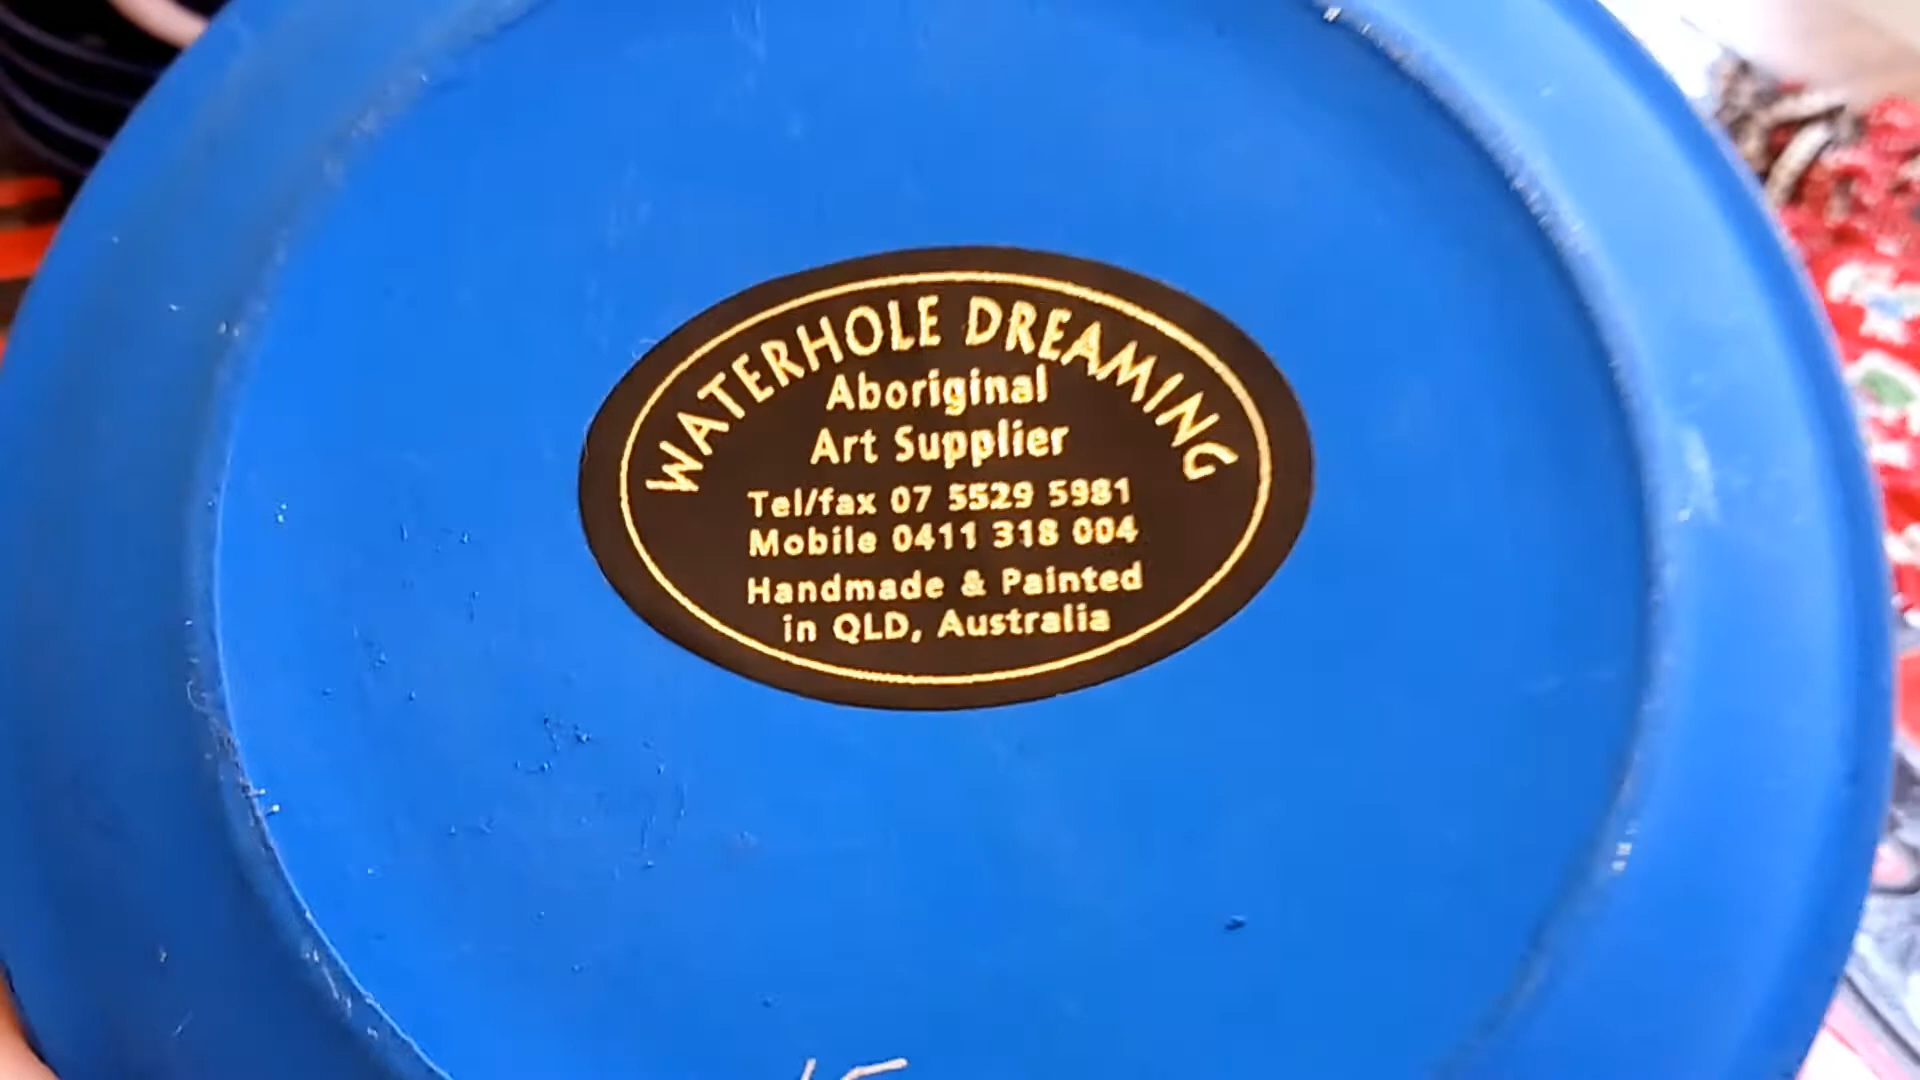 WATERHOLE DREAMING
Aboriginal
Art Supplier
Tel/fax 07 5529 5981
Mobile 0411 318 004
Handmade & Painted
in QLD, Australia